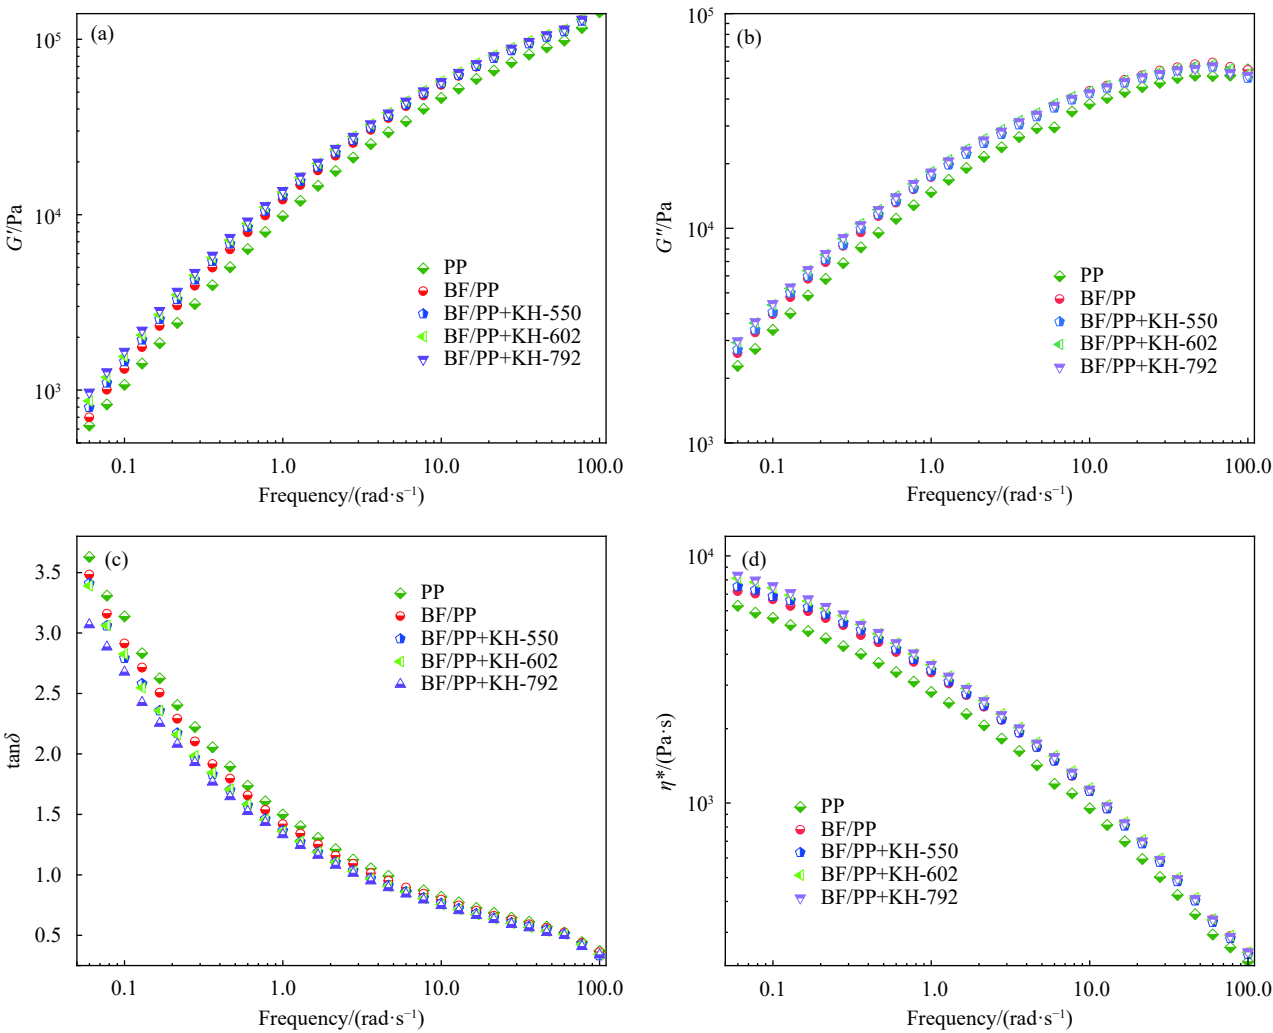 (a)
10⁵
10⁴
10³
G′/Pa
PP
BF/PP
BF/PP+KH-550
BF/PP+KH-602
BF/PP+KH-792
0.1 1.0 10.0 100.0
Frequency/(rad·s⁻¹)
(b)
10⁵
10⁴
10³
G″/Pa
PP
BF/PP
BF/PP+KH-550
BF/PP+KH-602
BF/PP+KH-792
0.1 1.0 10.0 100.0
Frequency/(rad·s⁻¹)
(c)
3.5
3.0
2.5
2.0
1.5
1.0
0.5
tanδ
PP
BF/PP
BF/PP+KH-550
BF/PP+KH-602
BF/PP+KH-792
0.1 1.0 10.0 100.0
Frequency/(rad·s⁻¹)
(d)
10⁴
10³
η*/(Pa·s)
PP
BF/PP
BF/PP+KH-550
BF/PP+KH-602
BF/PP+KH-792
0.1 1.0 10.0 100.0
Frequency/(rad·s⁻¹)